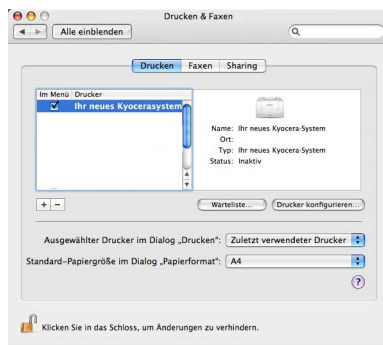 Drucken & Faxen
Alle einblenden
Drucken Faxen Sharing
Im Menü Drucker
Ihr neues Kyocerasystem
Name: Ihr neues Kyocera-System
Ort:
Typ: Ihr neues Kyocera-System
Status: Inaktiv
+ −
Warteliste... Drucker konfigurieren...
Ausgewählter Drucker im Dialog „Drucken“: Zuletzt verwendeter Drucker
Standard-Papiergröße im Dialog „Papierformat“: A4
?
Klicken Sie in das Schloss, um Änderungen zu verhindern.